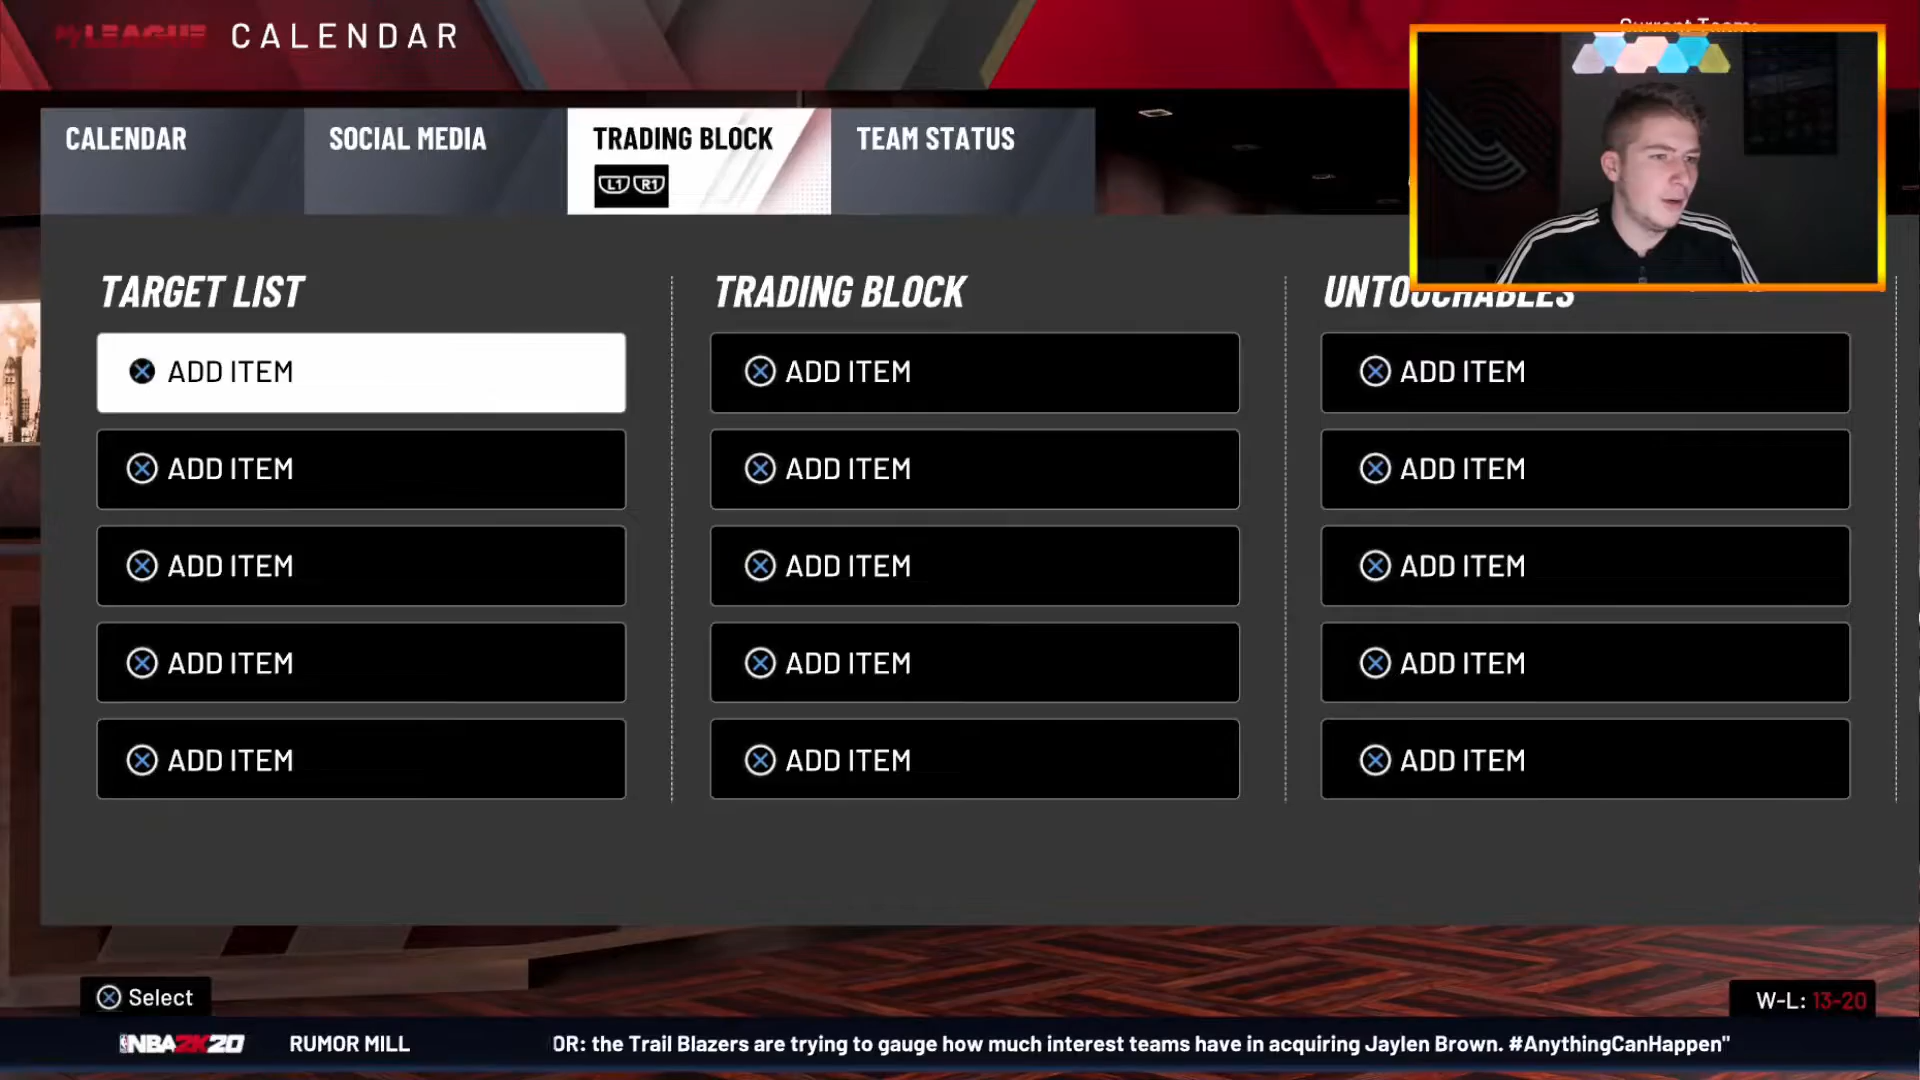 MyLEAGUE CALENDAR
CALENDAR
SOCIAL MEDIA
TRADING BLOCK
L1 R1
TEAM STATUS
TARGET LIST
ADD ITEM
ADD ITEM
ADD ITEM
ADD ITEM
ADD ITEM
TRADING BLOCK
ADD ITEM
ADD ITEM
ADD ITEM
ADD ITEM
ADD ITEM
UNTOUCHABLES
ADD ITEM
ADD ITEM
ADD ITEM
ADD ITEM
ADD ITEM
Select
W-L: 13-20
NBA2K20
RUMOR MILL
OR: the Trail Blazers are trying to gauge how much interest teams have in acquiring Jaylen Brown. #AnythingCanHappen"